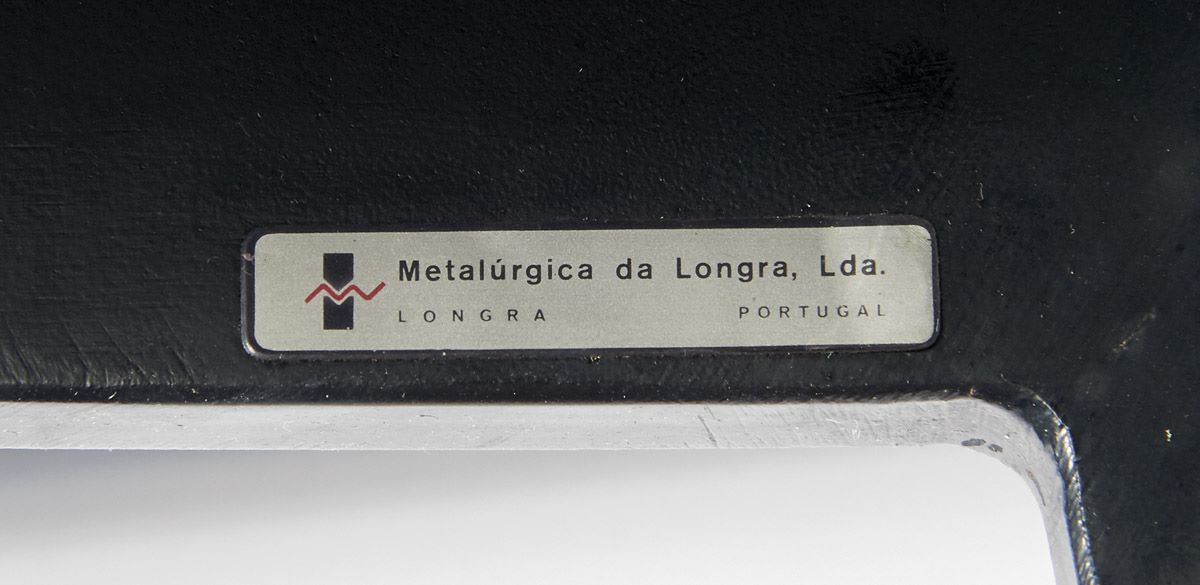 Metalúrgica da Longra, Lda.
LONGRA PORTUGAL